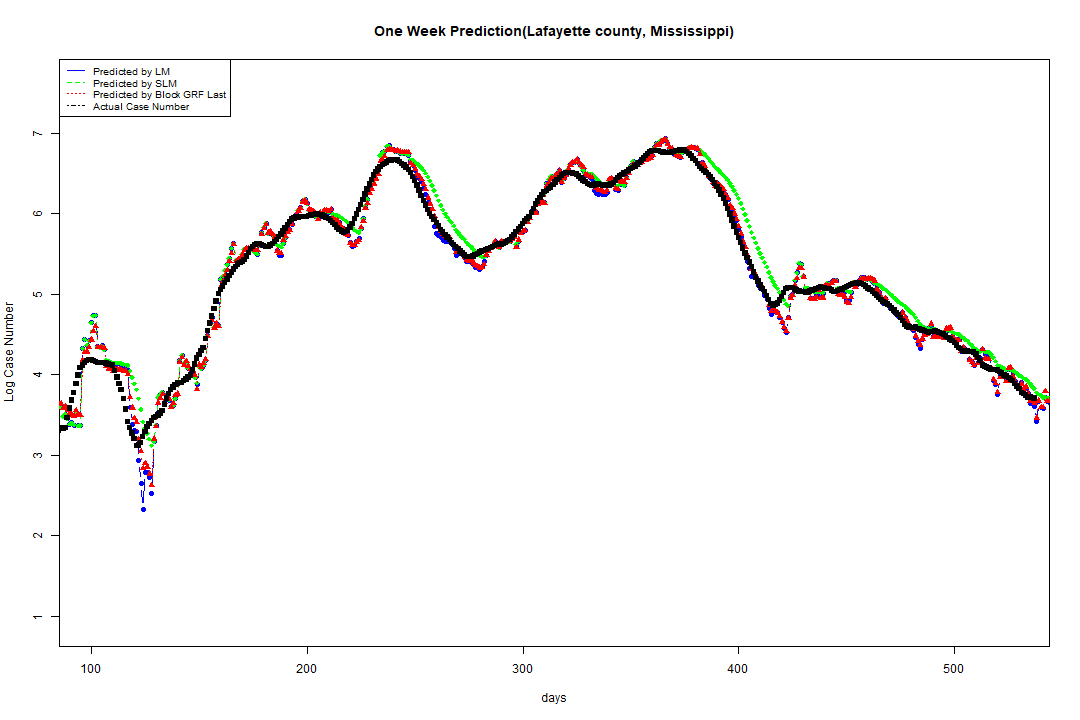 One Week Prediction(Lafayette county, Mississippi)
Predicted by LM
Predicted by SLM
Predicted by Block GRF Last
Actual Case Number
Log Case Number
7
6
5
4
3
2
1
100 200 300 400 500
days